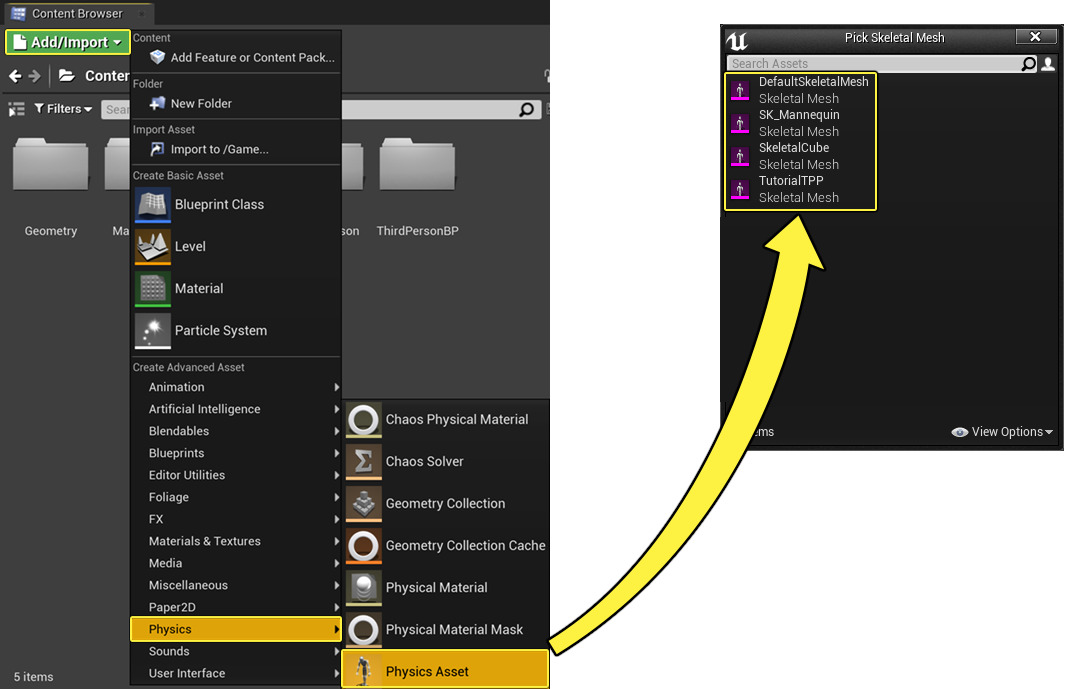 Content Browser
Add/Import
Content
Add Feature or Content Pack...
Conter
Folder
New Folder
Filters
Sear
Import Asset
Import to /Game...
Create Basic Asset
Blueprint Class
Level
Material
Particle System
Geometry
Ma
son
ThirdPersonBP
Create Advanced Asset
Animation
Artificial Intelligence
Blendables
Blueprints
Editor Utilities
Foliage
FX
Materials & Textures
Media
Miscellaneous
Paper2D
Physics
Sounds
User Interface
5 items
Chaos Physical Material
Chaos Solver
Geometry Collection
Geometry Collection Cache
Physical Material
Physical Material Mask
Physics Asset
Pick Skeletal Mesh
Search Assets
DefaultSkeletalMesh
Skeletal Mesh
SK_Mannequin
Skeletal Mesh
SkeletalCube
Skeletal Mesh
TutorialTPP
Skeletal Mesh
ems
View Options